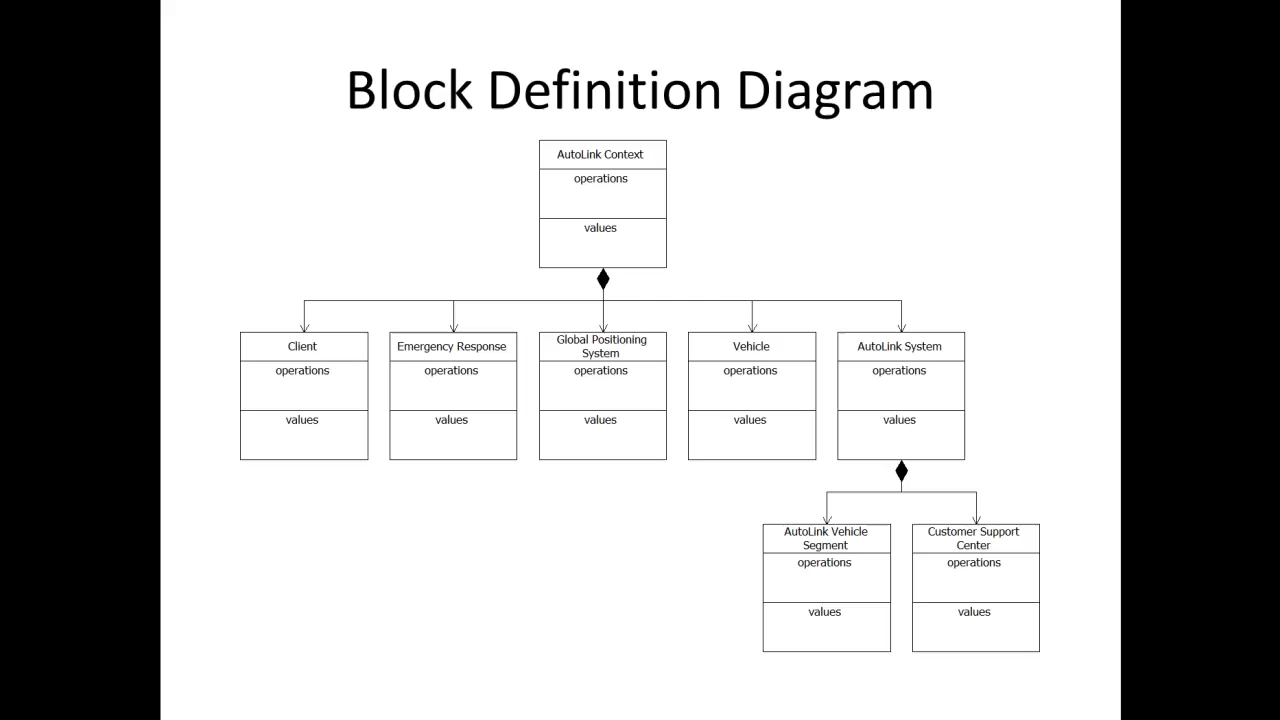 Block Definition Diagram
AutoLink Context
operations
values
Client
operations
values
Emergency Response
operations
values
Global Positioning
System
operations
values
Vehicle
operations
values
AutoLink System
operations
values
AutoLink Vehicle
Segment
operations
values
Customer Support
Center
operations
values